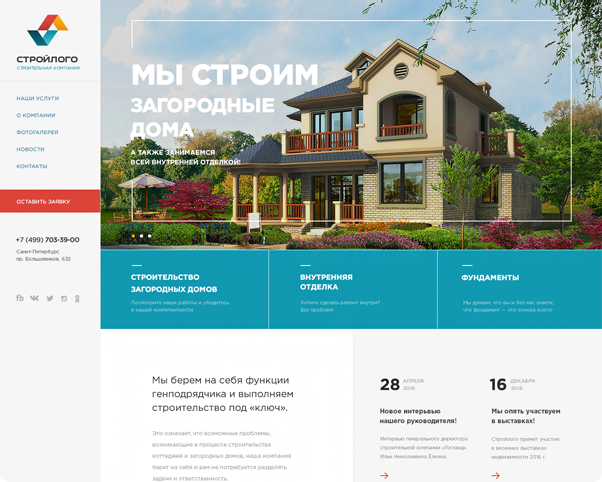 СТРОЙЛОГО
СТРОИТЕЛЬНАЯ КОМПАНИЯ
НАШИ УСЛУГИ
О КОМПАНИИ
ФОТОГАЛЕРЕЯ
НОВОСТИ
КОНТАКТЫ
ОСТАВИТЬ ЗАЯВКУ
+7 (499) 703-39-00
Санкт-Петербург,
пр. Большевиков, 632
МЫ СТРОИМ
ЗАГОРОДНЫЕ
ДОМА
А ТАКЖЕ ЗАНИМАЕМСЯ
ВСЕЙ ВНУТРЕННЕЙ ОТДЕЛКОЙ!
СТРОИТЕЛЬСТВО
ЗАГОРОДНЫХ ДОМОВ
Посмотрите наши работы и убедитесь
в нашей компетентности
ВНУТРЕННЯЯ
ОТДЕЛКА
Хотите сделать ремонт внутри?
Без проблем!
ФУНДАМЕНТЫ
Мы думаем, что вы и без нас знаете,
что фундамент — это основа всего!
Мы берем на себя функции
генподрядчика и выполняем
строительство под «ключ».
Это означает, что возможные проблемы,
возникающие в процессе строительства
коттеджей и загородных домов, наша компания
берет на себя и вам не потребуется разделять
задачи и ответственность.
28 АПРЕЛЯ
2016
Новое интервью
нашего руководителя!
Интервью генерального директора
строительной компании «Готланд»
Ильи Николаевича Ёлкина
16 ДЕКАБРЯ
2016
Мы опять участвуем
в выставках!
Стройлого примет участие
в весенних выставках
недвижимости 2016 г.